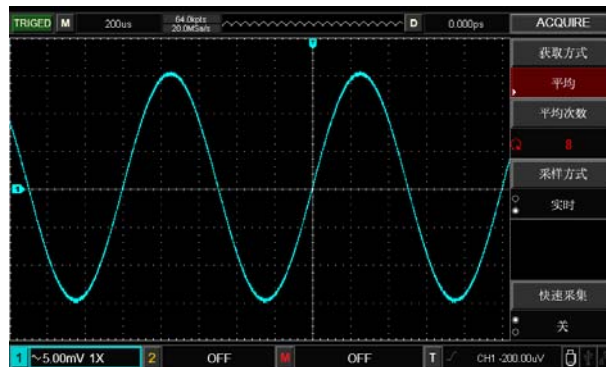 TRIGED M 200us 64.0kpts D 0.000ps ACQUIRE
20.0MSa/s
获取方式
平均
平均次数
8
采样方式
1
实时
快速采集
关
1 ~5.00mV 1X 2 OFF M OFF T CH1 -200.00uV